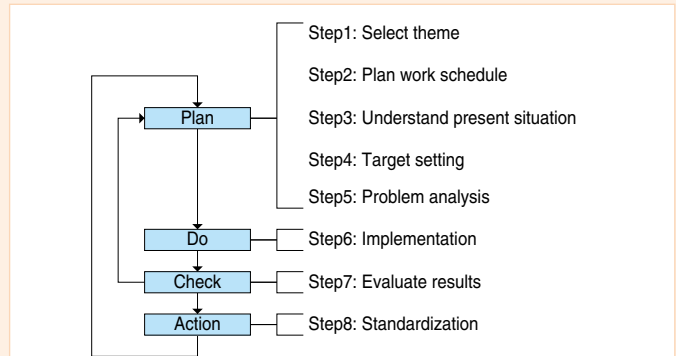 Step1: Select theme
Step2: Plan work schedule
Plan
Step3: Understand present situation
Step4: Target setting
Step5: Problem analysis
Do
Step6: Implementation
Check
Step7: Evaluate results
Action
Step8: Standardization